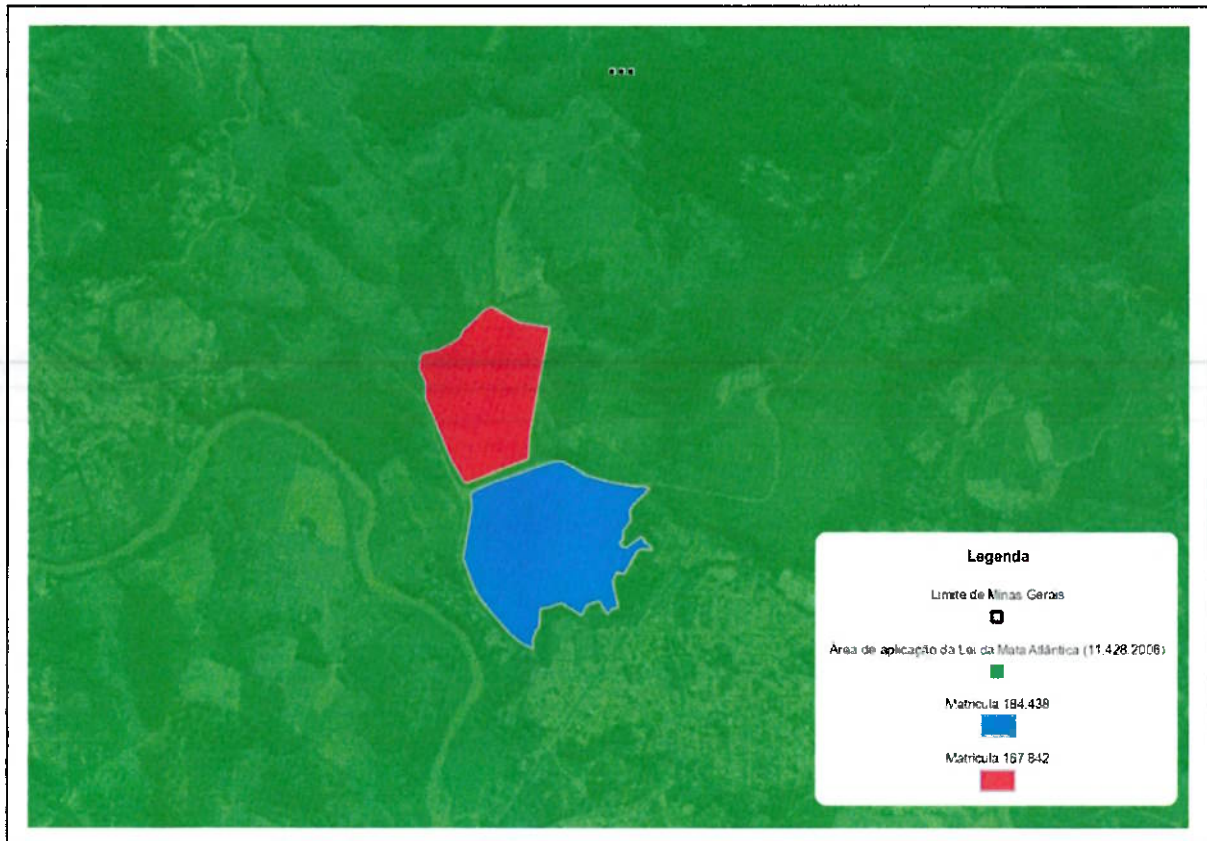 Legenda
Limite de Minas Gerais
Área de aplicação da Lei da Mata Atlântica (11.428.2006)
Matrícula 184.438
Matrícula 167.842